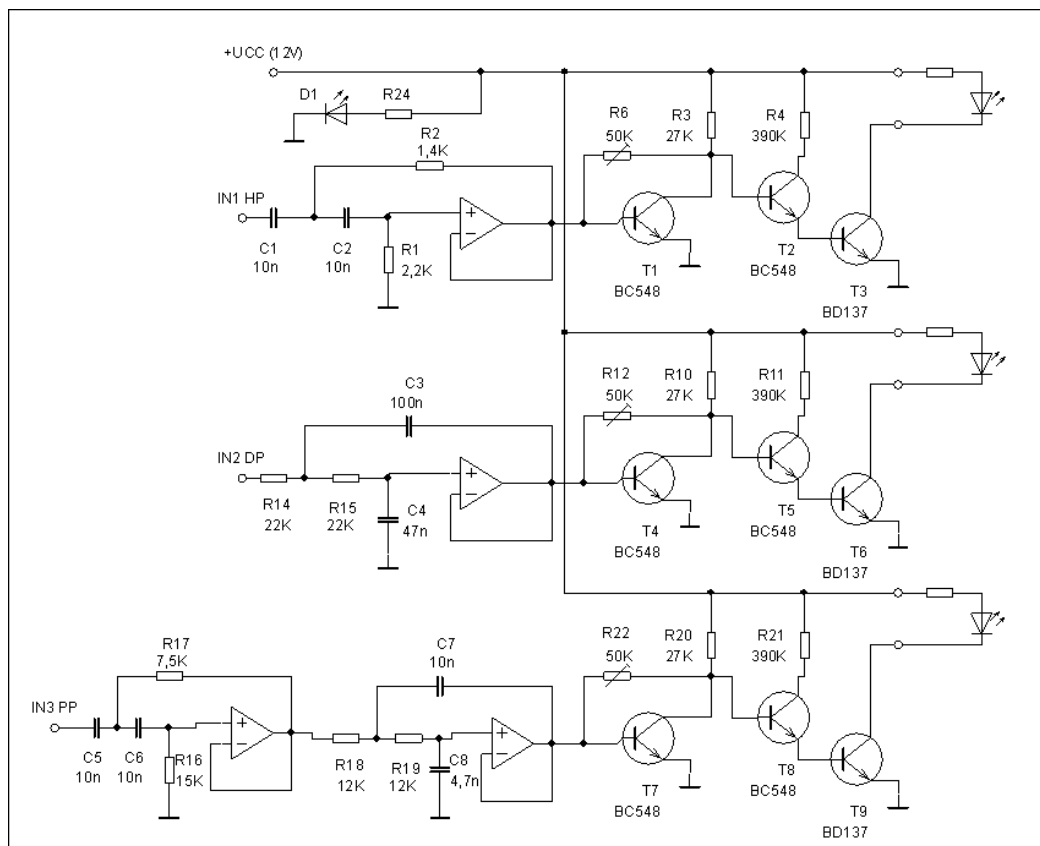 +UCC (12V)
D1
R24
R2
1,4K
IN1 HP
C1
10n
C2
10n
R1
2,2K
+
−
R6
50K
R3
27K
R4
390K
T1
BC548
T2
BC548
T3
BD137
C3
100n
IN2 DP
R14
22K
R15
22K
C4
47n
+
−
R12
50K
R10
27K
R11
390K
T4
BC548
T5
BC548
T6
BD137
R17
7,5K
IN3 PP
C5
10n
C6
10n
R16
15K
+
−
C7
10n
R18
12K
R19
12K
C8
4,7n
+
−
R22
50K
R20
27K
R21
390K
T7
BC548
T8
BC548
T9
BD137